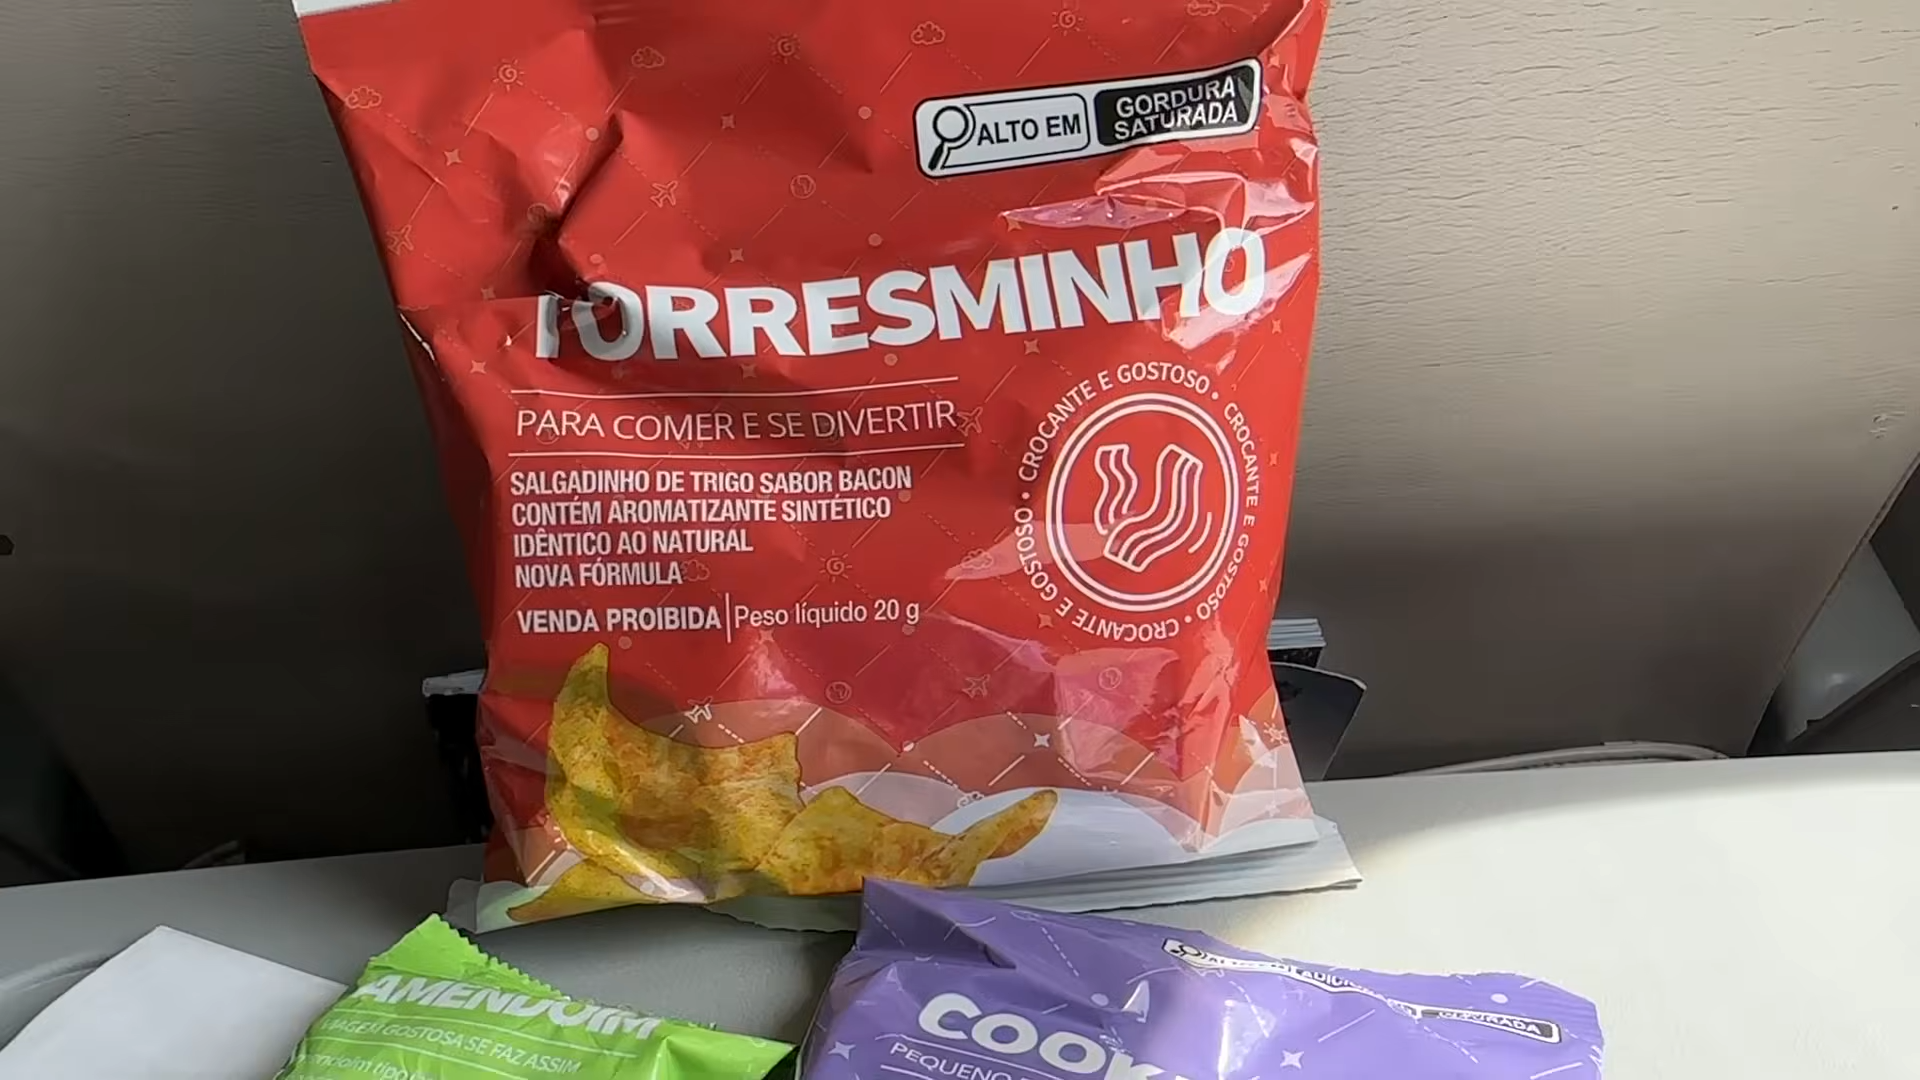 ALTO EM
GORDURA
SATURADA
TORRESMINHO
PARA COMER E SE DIVERTIR
CROCANTE E GOSTOSO • CROCANTE E GOSTOSO • CROCANTE E GOSTOSO •
SALGADINHO DE TRIGO SABOR BACON
CONTÉM AROMATIZANTE SINTÉTICO
IDÊNTICO AO NATURAL
NOVA FÓRMULA
VENDA PROIBIDA | Peso líquido 20 g
AMENDOIM
VIAGEM GOSTOSA SE FAZ ASSIM
COOK
PEQUENO